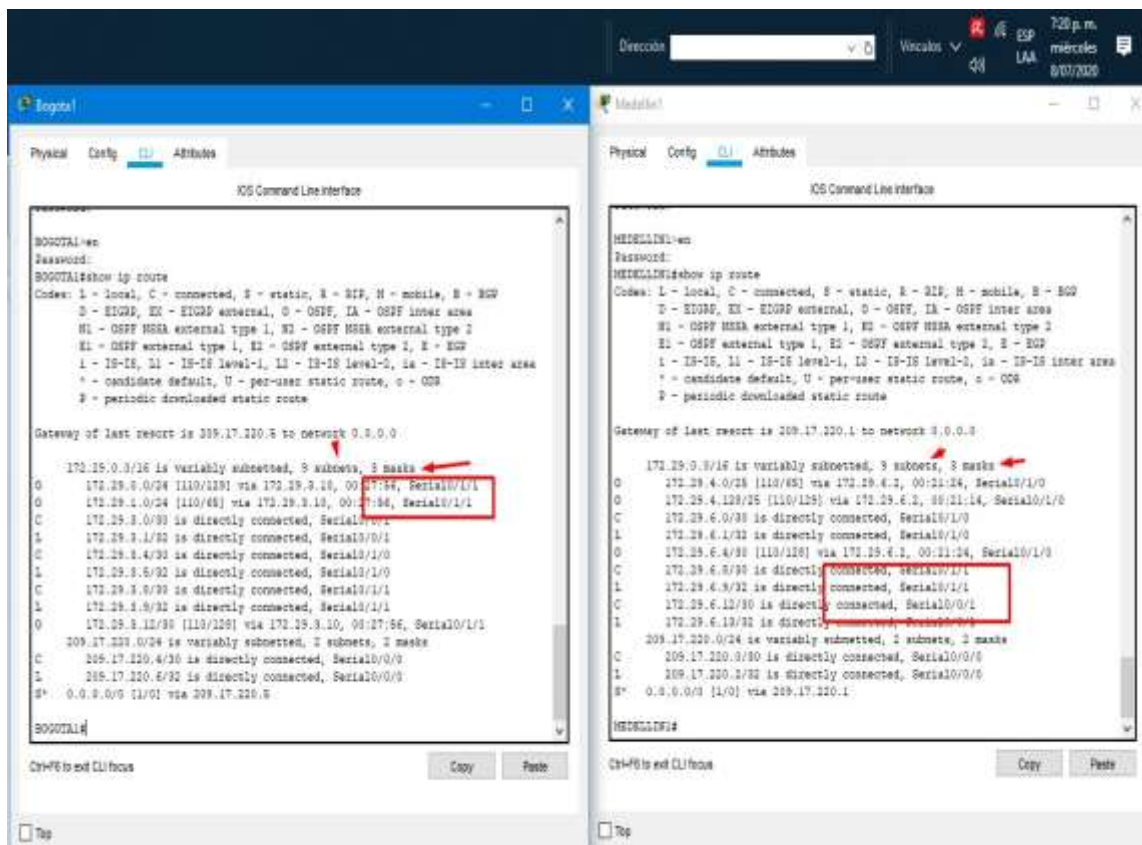 Dirección
Vínculos
ESP
LAA
7:20 p. m.
miércoles
8/07/2020
Bogota1
Physical Config CLI Attributes
IOS Command Line Interface
BOGOTA1>en
Password:
BOGOTA1#show ip route
Codes: L - local, C - connected, S - static, R - RIP, M - mobile, B - BGP
D - EIGRP, EX - EIGRP external, O - OSPF, IA - OSPF inter area
N1 - OSPF NSSA external type 1, N2 - OSPF NSSA external type 2
E1 - OSPF external type 1, E2 - OSPF external type 2, E - EGP
i - IS-IS, L1 - IS-IS level-1, L2 - IS-IS level-2, ia - IS-IS inter area
* - candidate default, U - per-user static route, o - ODR
P - periodic downloaded static route
Gateway of last resort is 209.17.220.5 to network 0.0.0.0
172.29.0.0/16 is variably subnetted, 9 subnets, 3 masks
O 172.29.0.0/24 [110/129] via 172.29.3.10, 00:27:56, Serial0/1/1
O 172.29.1.0/24 [110/65] via 172.29.3.10, 00:27:56, Serial0/1/1
C 172.29.3.0/30 is directly connected, Serial0/0/1
L 172.29.3.1/32 is directly connected, Serial0/0/1
C 172.29.3.4/30 is directly connected, Serial0/1/0
L 172.29.3.5/32 is directly connected, Serial0/1/0
C 172.29.3.8/30 is directly connected, Serial0/1/1
L 172.29.3.9/32 is directly connected, Serial0/1/1
O 172.29.3.12/30 [110/128] via 172.29.3.10, 00:27:56, Serial0/1/1
209.17.220.0/24 is variably subnetted, 2 subnets, 2 masks
C 209.17.220.4/30 is directly connected, Serial0/0/0
L 209.17.220.6/32 is directly connected, Serial0/0/0
S* 0.0.0.0/0 [1/0] via 209.17.220.5
BOGOTA1#
Ctrl+F6 to exit CLI focus
Copy
Paste
Top
Medellin1
Physical Config CLI Attributes
IOS Command Line Interface
MEDELLIN1>en
Password:
MEDELLIN1#show ip route
Codes: L - local, C - connected, S - static, R - RIP, M - mobile, B - BGP
D - EIGRP, EX - EIGRP external, O - OSPF, IA - OSPF inter area
N1 - OSPF NSSA external type 1, N2 - OSPF NSSA external type 2
E1 - OSPF external type 1, E2 - OSPF external type 2, E - EGP
i - IS-IS, L1 - IS-IS level-1, L2 - IS-IS level-2, ia - IS-IS inter area
* - candidate default, U - per-user static route, o - ODR
P - periodic downloaded static route
Gateway of last resort is 209.17.220.1 to network 0.0.0.0
172.29.0.0/16 is variably subnetted, 9 subnets, 3 masks
O 172.29.4.0/25 [110/65] via 172.29.6.2, 00:21:24, Serial0/1/0
O 172.29.4.128/25 [110/129] via 172.29.6.2, 00:21:14, Serial0/1/0
C 172.29.6.0/30 is directly connected, Serial0/1/0
L 172.29.6.1/32 is directly connected, Serial0/1/0
O 172.29.6.4/30 [110/128] via 172.29.6.2, 00:21:24, Serial0/1/0
C 172.29.6.8/30 is directly connected, Serial0/1/1
L 172.29.6.9/32 is directly connected, Serial0/1/1
C 172.29.6.12/30 is directly connected, Serial0/0/1
L 172.29.6.13/32 is directly connected, Serial0/0/1
209.17.220.0/24 is variably subnetted, 2 subnets, 2 masks
C 209.17.220.0/30 is directly connected, Serial0/0/0
L 209.17.220.2/32 is directly connected, Serial0/0/0
S* 0.0.0.0/0 [1/0] via 209.17.220.1
MEDELLIN1#
Ctrl+F6 to exit CLI focus
Copy
Paste
Top